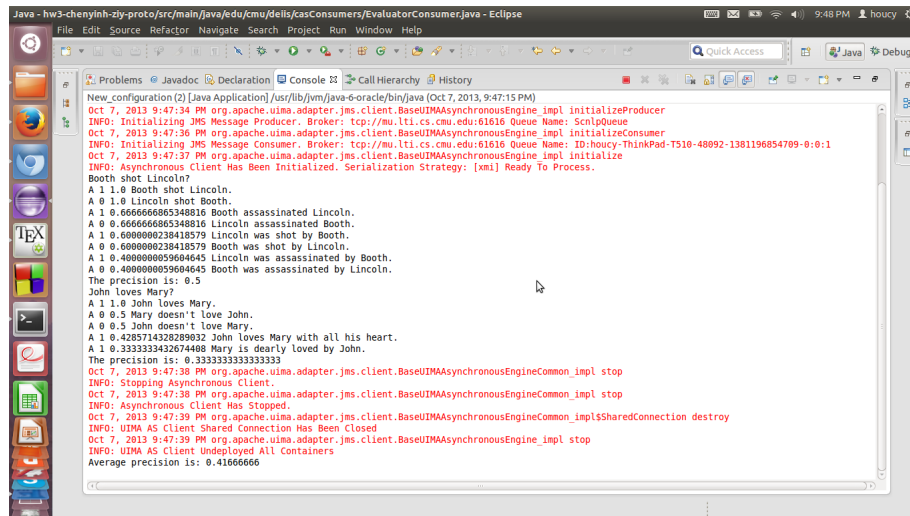 Java - hw3-chenyinh-ziy-proto/src/main/java/edu/cmu/deiis/casConsumers/EvaluatorConsumer.java - Eclipse
9:48 PM houcy
File Edit Source Refactor Navigate Search Project Run Window Help
Quick Access Java Debug
Problems @ Javadoc Declaration Console Call Hierarchy History
New_configuration (2) [Java Application] /usr/lib/jvm/java-6-oracle/bin/java (Oct 7, 2013, 9:47:15 PM)
Oct 7, 2013 9:47:34 PM org.apache.uima.adapter.jms.client.BaseUIMAAsynchronousEngine_impl initializeProducer
INFO: Initializing JMS Message Producer. Broker: tcp://mu.lti.cs.cmu.edu:61616 Queue Name: ScnlpQueue
Oct 7, 2013 9:47:36 PM org.apache.uima.adapter.jms.client.BaseUIMAAsynchronousEngine_impl initializeConsumer
INFO: Initializing JMS Message Consumer. Broker: tcp://mu.lti.cs.cmu.edu:61616 Queue Name: ID:houcy-ThinkPad-T510-48092-1381196854709-0:0:1
Oct 7, 2013 9:47:37 PM org.apache.uima.adapter.jms.client.BaseUIMAAsynchronousEngine_impl initialize
INFO: Asynchronous Client Has Been Initialized. Serialization Strategy: [xmi] Ready To Process.
Booth shot Lincoln?
A 1 1.0 Booth shot Lincoln.
A 0 1.0 Lincoln shot Booth.
A 1 0.6666666865348816 Booth assassinated Lincoln.
A 0 0.6666666865348816 Lincoln assassinated Booth.
A 1 0.6000000238418579 Lincoln was shot by Booth.
A 0 0.6000000238418579 Booth was shot by Lincoln.
A 1 0.4000000059604645 Lincoln was assassinated by Booth.
A 0 0.4000000059604645 Booth was assassinated by Lincoln.
The precision is: 0.5
John loves Mary?
A 1 1.0 John loves Mary.
A 0 0.5 Mary doesn't love John.
A 0 0.5 John doesn't love Mary.
A 1 0.4285714328289032 John loves Mary with all his heart.
A 1 0.3333333432674408 Mary is dearly loved by John.
The precision is: 0.3333333333333333
Oct 7, 2013 9:47:38 PM org.apache.uima.adapter.jms.client.BaseUIMAAsynchronousEngineCommon_impl stop
INFO: Stopping Asynchronous Client.
Oct 7, 2013 9:47:38 PM org.apache.uima.adapter.jms.client.BaseUIMAAsynchronousEngineCommon_impl stop
INFO: Asynchronous Client Has Stopped.
Oct 7, 2013 9:47:39 PM org.apache.uima.adapter.jms.client.BaseUIMAAsynchronousEngineCommon_impl$SharedConnection destroy
INFO: UIMA AS Client Shared Connection Has Been Closed
Oct 7, 2013 9:47:39 PM org.apache.uima.adapter.jms.client.BaseUIMAAsynchronousEngine_impl stop
INFO: UIMA AS Client Undeployed All Containers
Average precision is: 0.41666666
TEX